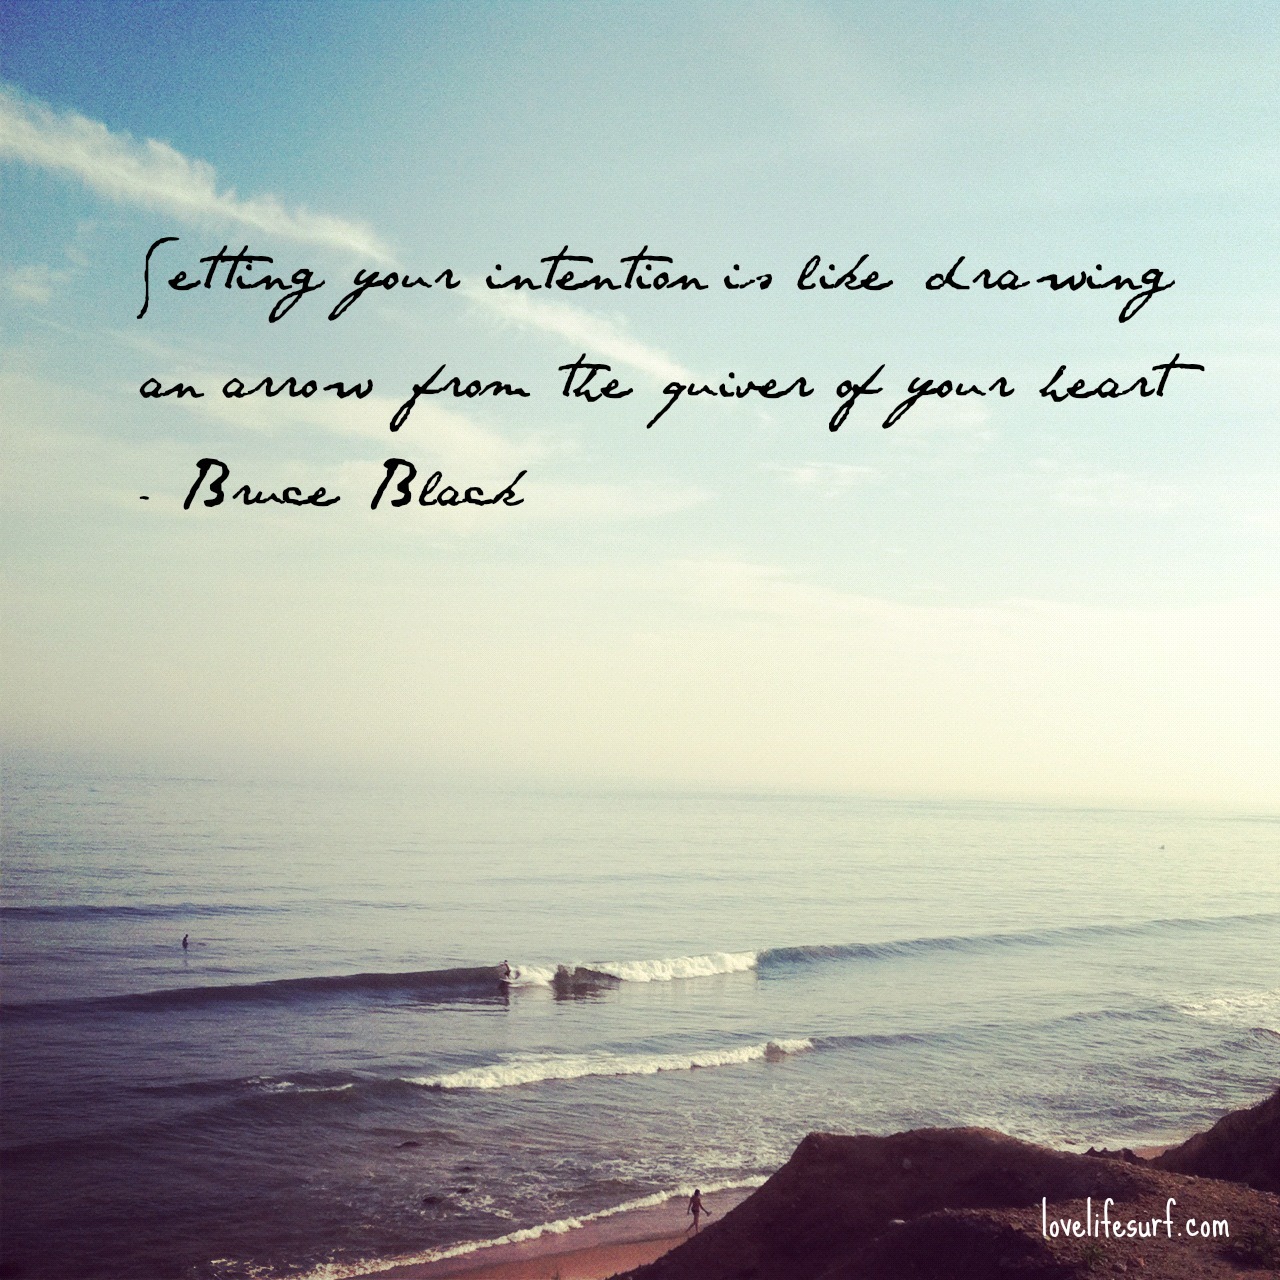 Setting your intention is like drawing
an arrow from the quiver of your heart
- Bruce Black
lovelifesurf.com